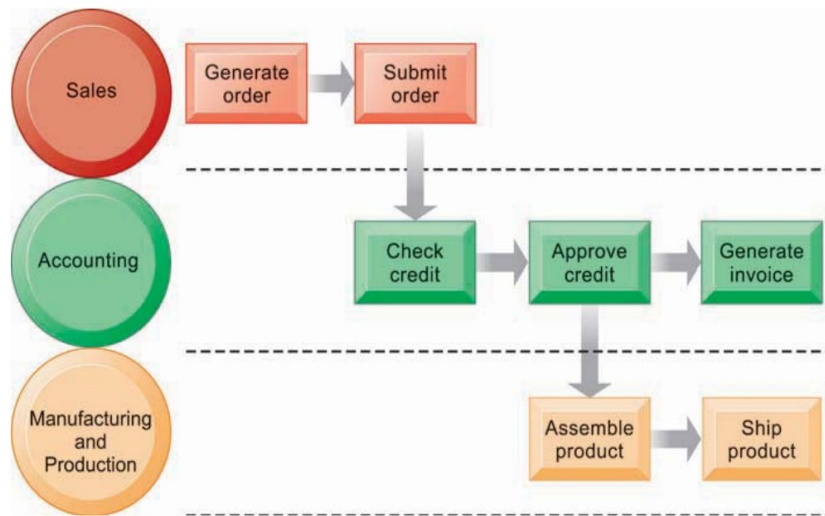 Sales
Generate
order
Submit
order
Accounting
Check
credit
Approve
credit
Generate
invoice
Manufacturing
and
Production
Assemble
product
Ship
product